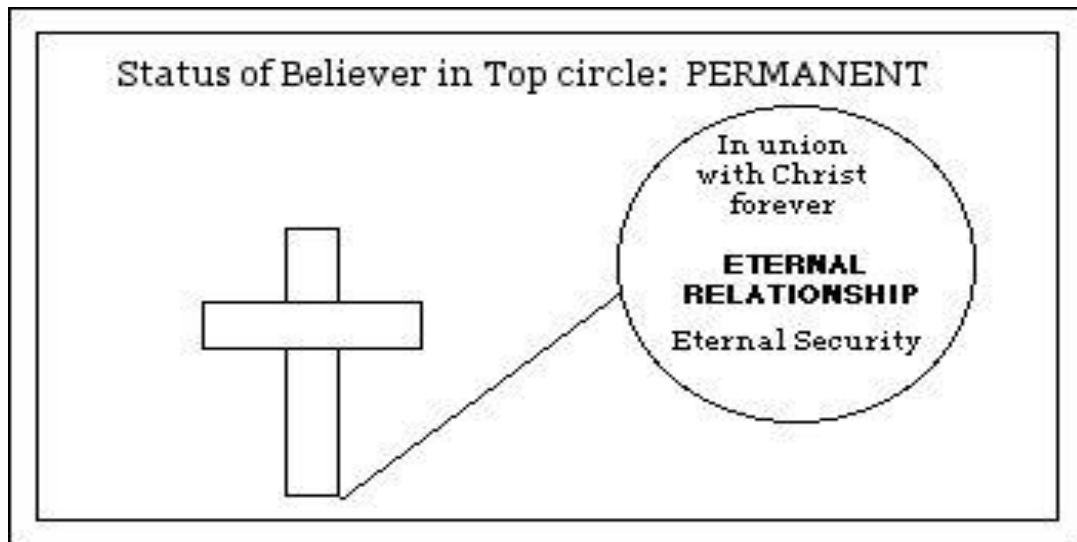 Status of Believer in Top circle: PERMANENT
In union
with Christ
forever
ETERNAL
RELATIONSHIP
Eternal Security